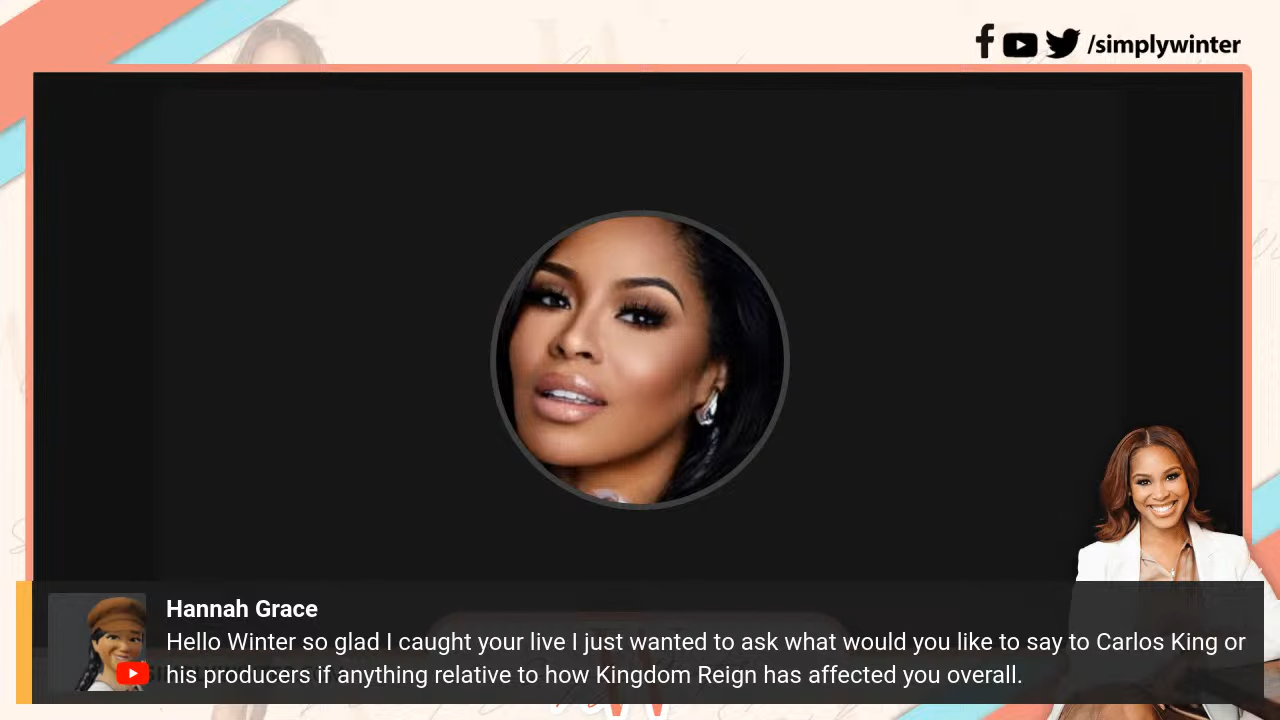 /simplywinter
Hannah Grace
Hello Winter so glad I caught your live I just wanted to ask what would you like to say to Carlos King or
his producers if anything relative to how Kingdom Reign has affected you overall.